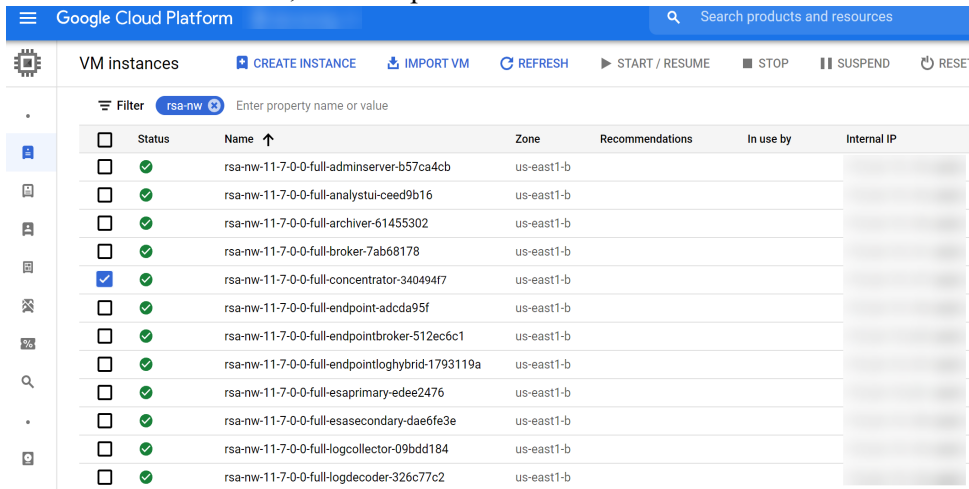 Google Cloud Platform Search products and resources
VM instances CREATE INSTANCE IMPORT VM REFRESH START / RESUME STOP SUSPEND RESET
Filter rsa-nw Enter property name or value
Status Name Zone Recommendations In use by Internal IP
rsa-nw-11-7-0-0-full-adminserver-b57ca4cb us-east1-b
rsa-nw-11-7-0-0-full-analystui-ceed9b16 us-east1-b
rsa-nw-11-7-0-0-full-archiver-61455302 us-east1-b
rsa-nw-11-7-0-0-full-broker-7ab68178 us-east1-b
rsa-nw-11-7-0-0-full-concentrator-340494f7 us-east1-b
rsa-nw-11-7-0-0-full-endpoint-adcda95f us-east1-b
rsa-nw-11-7-0-0-full-endpointbroker-512ec6c1 us-east1-b
rsa-nw-11-7-0-0-full-endpointloghybrid-1793119a us-east1-b
rsa-nw-11-7-0-0-full-esaprimary-edee2476 us-east1-b
rsa-nw-11-7-0-0-full-esasecondary-dae6fe3e us-east1-b
rsa-nw-11-7-0-0-full-logcollector-09bdd184 us-east1-b
rsa-nw-11-7-0-0-full-logdecoder-326c77c2 us-east1-b